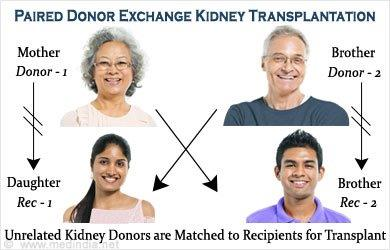 PAIRED DONOR EXCHANGE KIDNEY TRANSPLANTATION
Mother
Donor - 1
Brother
Donor - 2
Daughter
Rec - 1
Brother
Rec - 2
Unrelated Kidney Donors are Matched to Recipients for Transplant
www.medindia.net